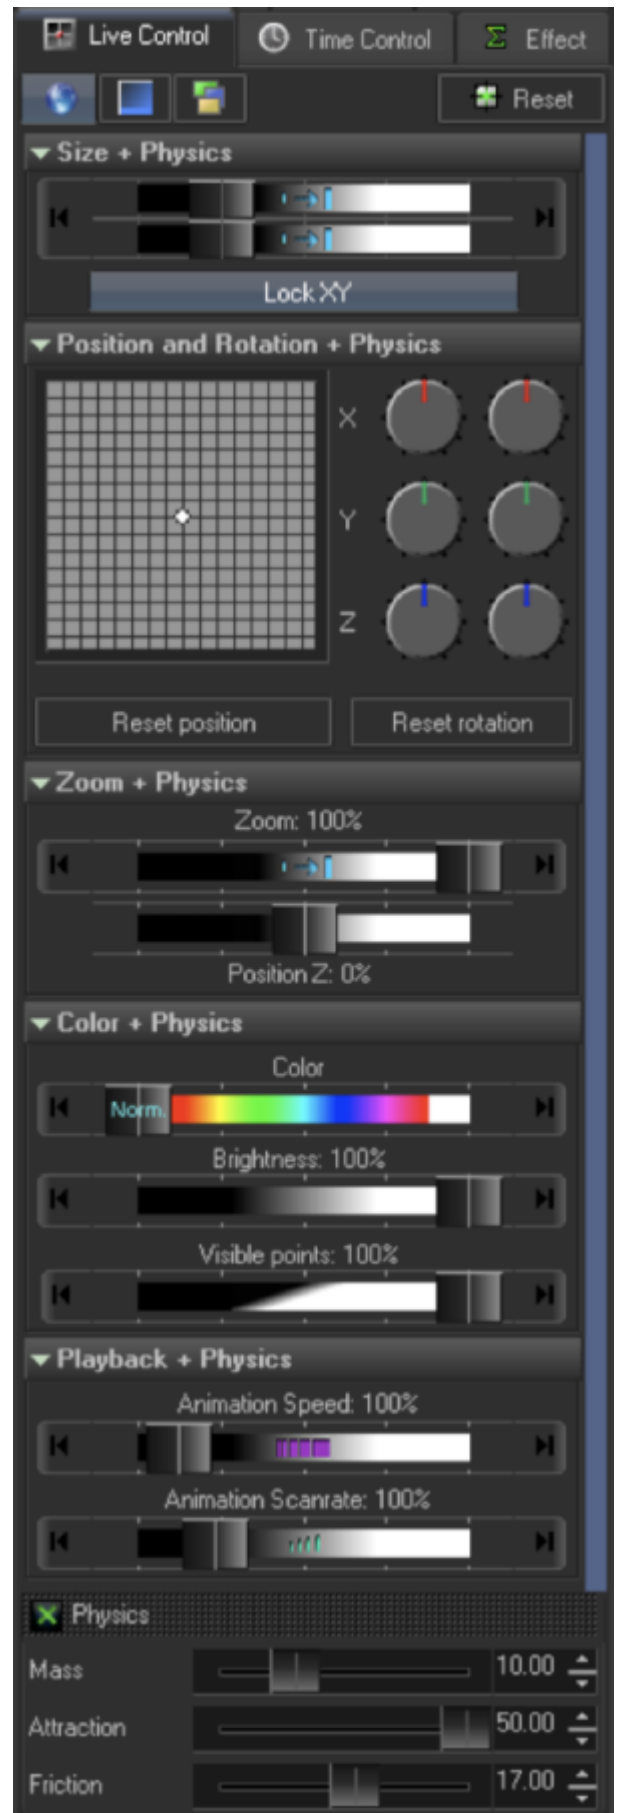 Live Control Time Control Effect
Reset
Size + Physics
Lock XY
Position and Rotation + Physics
X
Y
Z
Reset position Reset rotation
Zoom + Physics
Zoom: 100%
Position Z: 0%
Color + Physics
Color
Norm.
Brightness: 100%
Visible points: 100%
Playback + Physics
Animation Speed: 100%
Animation Scanrate: 100%
Physics
Mass 10.00
Attraction 50.00
Friction 17.00